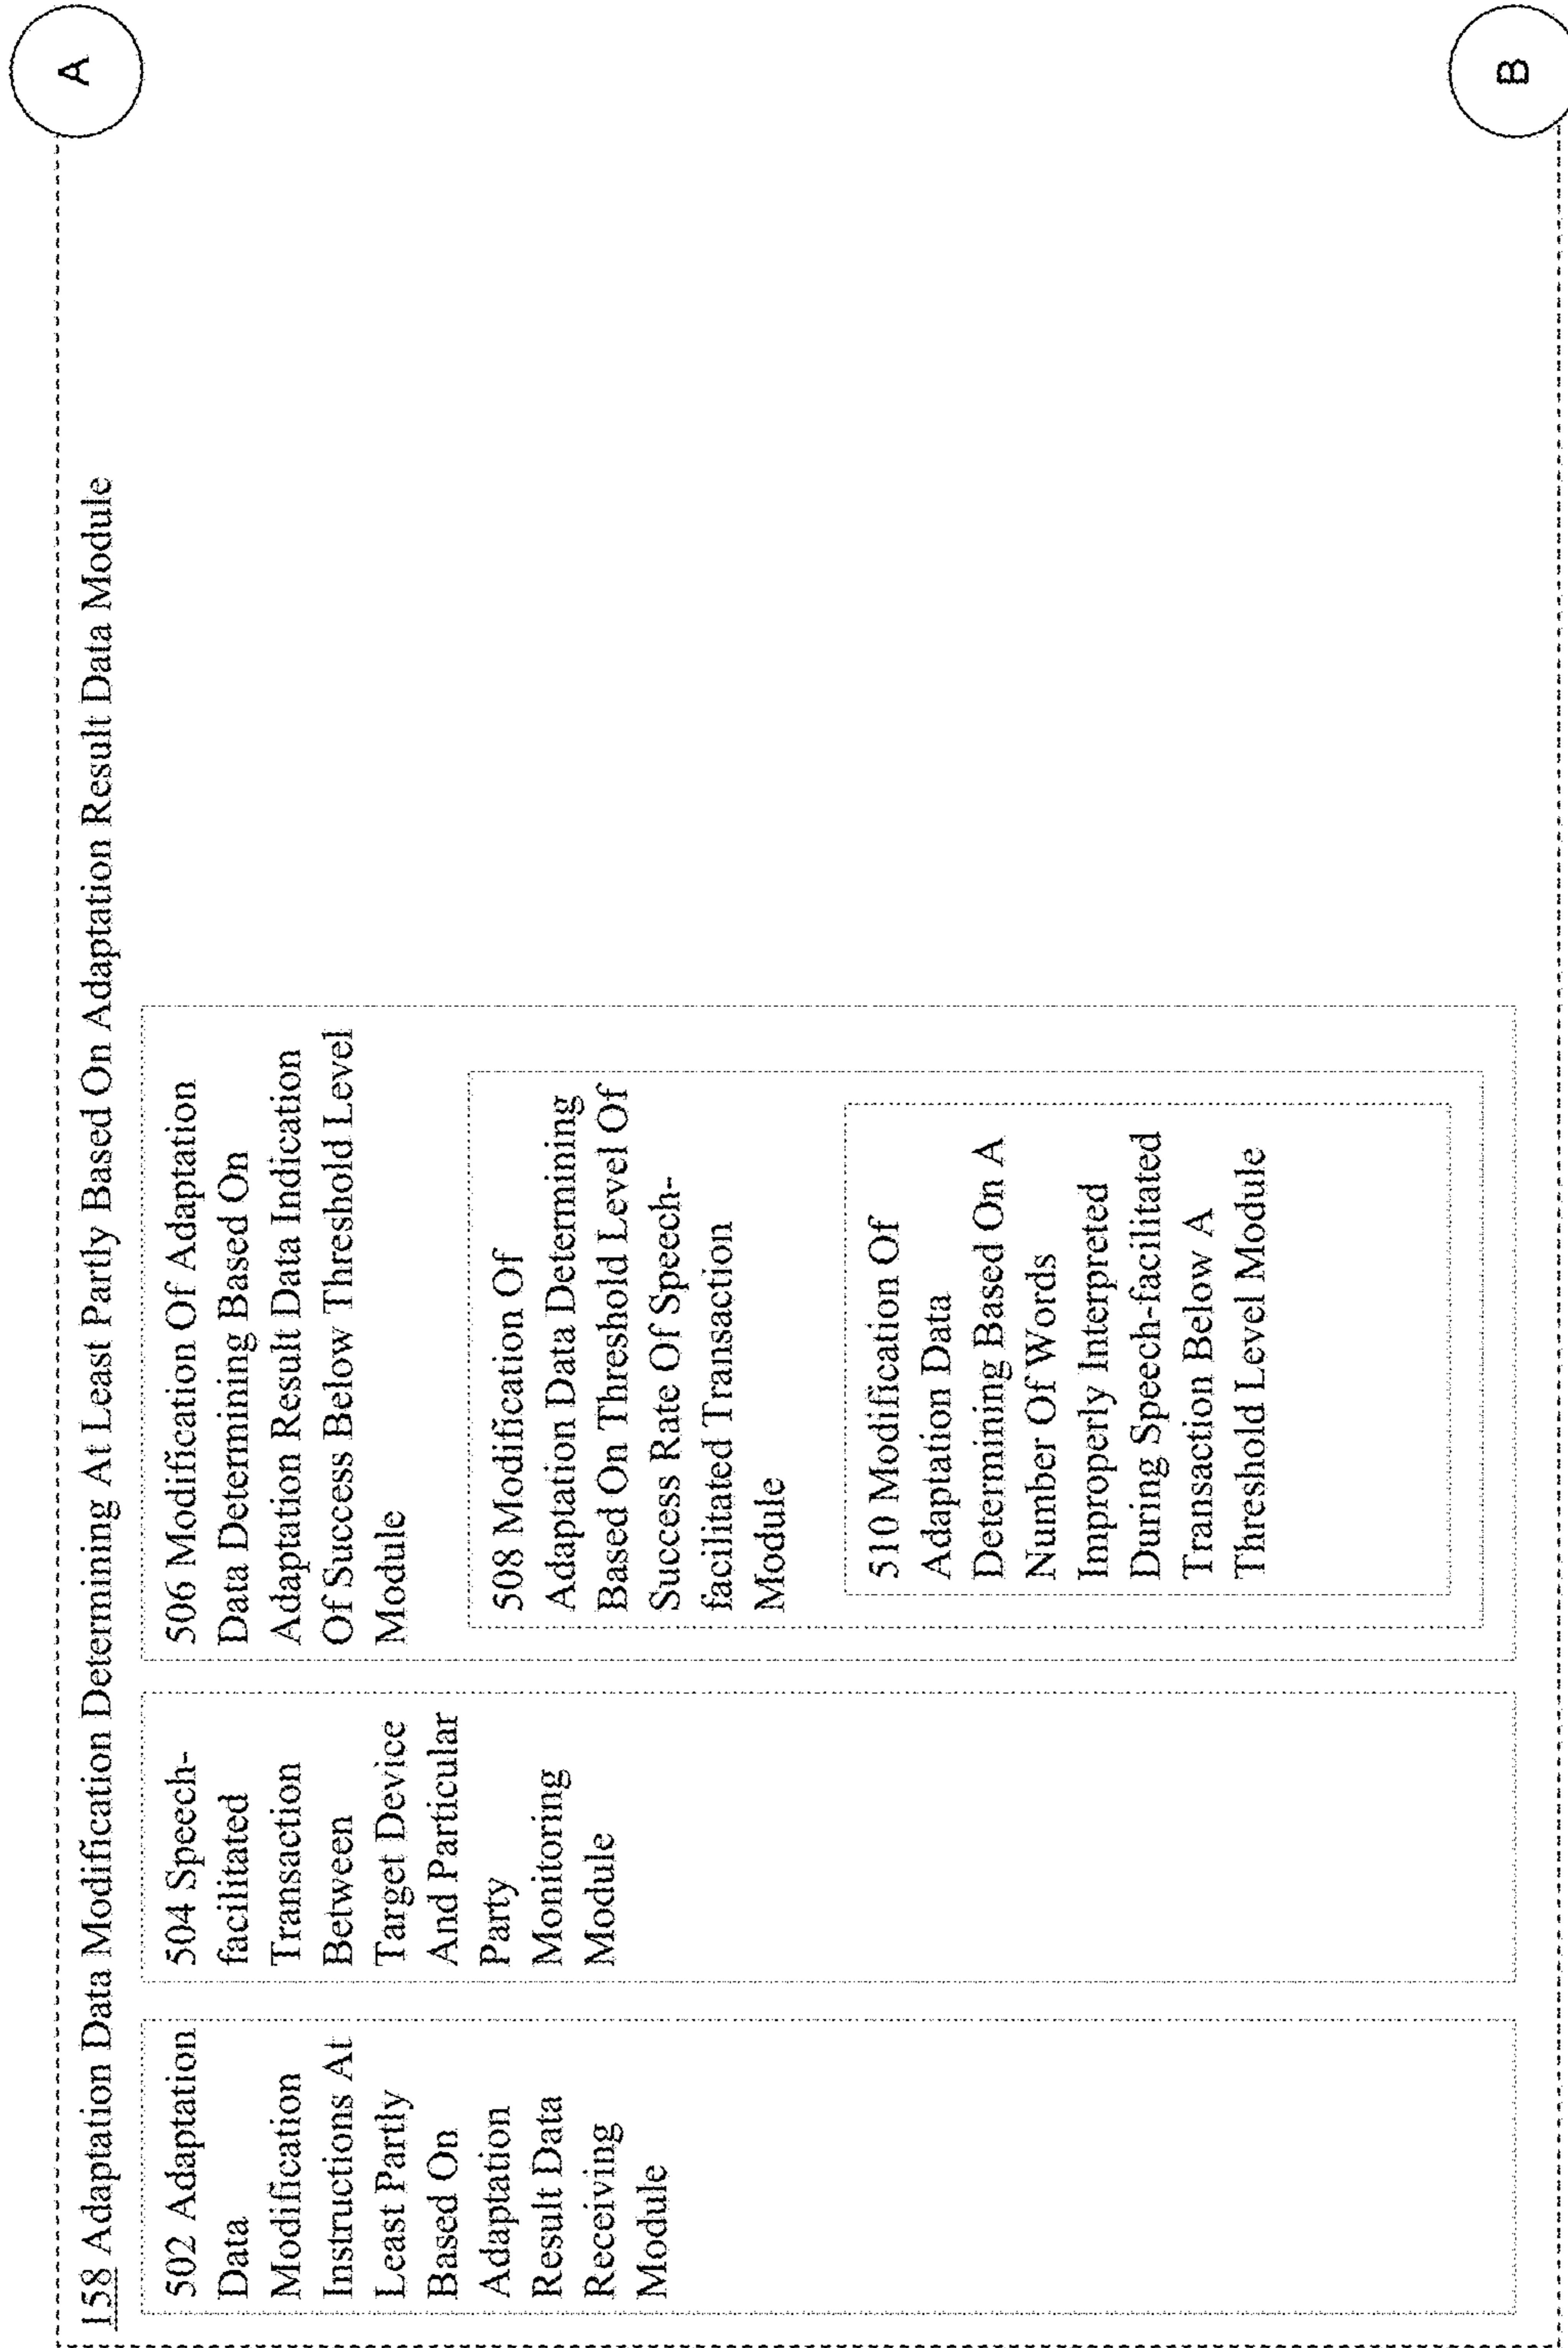 158 Adaptation Data Modification Determining At Least Partly Based On Adaptation Result Data Module
502 Adaptation
Data
Modification
Instructions At
Least Partly
Based On
Adaptation
Result Data
Receiving
Module
504 Speech-
facilitated
Transaction
Between
Target Device
And Particular
Party
Monitoring
Module
506 Modification Of Adaptation
Data Determining Based On
Adaptation Result Data Indication
Of Success Below Threshold Level
Module
508 Modification Of
Adaptation Data Determining
Based On Threshold Level Of
Success Rate Of Speech-
facilitated Transaction
Module
510 Modification Of
Adaptation Data
Determining Based On A
Number Of Words
Improperly Interpreted
During Speech-facilitated
Transaction Below A
Threshold Level Module
A
B